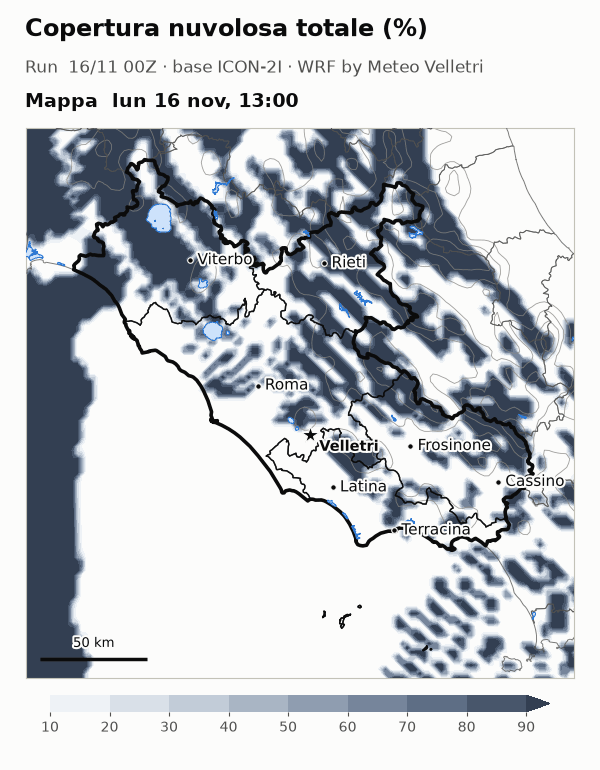 Copertura nuvolosa totale (%)
Run  16/11 00Z · base ICON-2I · WRF by Meteo Velletri
Mappa  lun 16 nov, 13:00
Viterbo
Rieti
Roma
Velletri
Frosinone
Latina
Cassino
Terracina
50 km
10 20 30 40 50 60 70 80 90